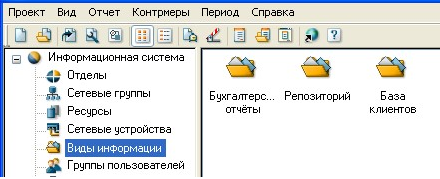 Проект Вид Отчет Контрмеры Период Справка
Информационная система
Отделы
Сетевые группы
Ресурсы
Сетевые устройства
Виды информации
Группы пользователей
Бухгалтерс... отчёты
Репозиторий
База клиентов